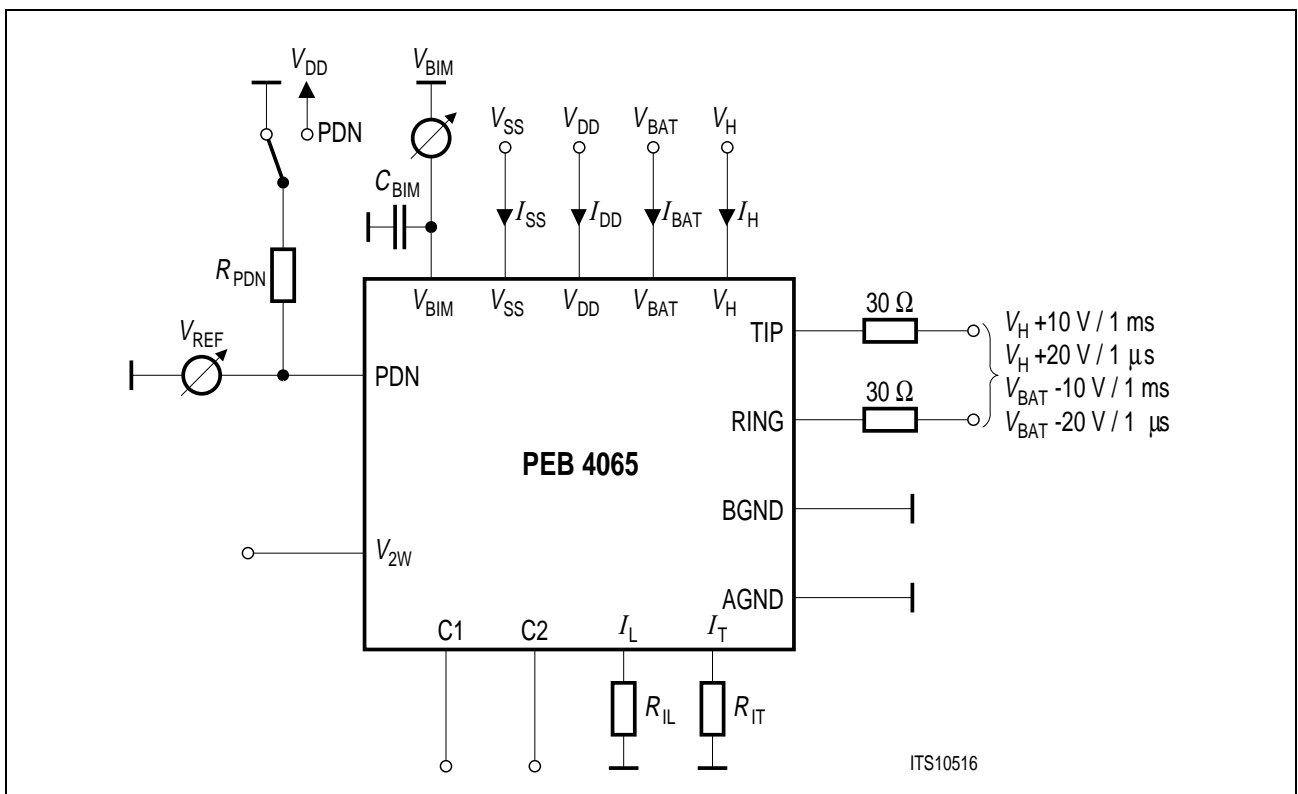 V_DD
V_BIM
PDN
V_SS V_DD V_BAT V_H
C_BIM
I_SS I_DD I_BAT I_H
R_PDN
V_BIM V_SS V_DD V_BAT V_H
30 Ω
TIP
V_H +10 V / 1 ms
V_H +20 V / 1 µs
V_BAT -10 V / 1 ms
V_BAT -20 V / 1 µs
V_REF
PDN
30 Ω
RING
PEB 4065
BGND
V_2W
AGND
C1 C2 I_L I_T
R_IL R_IT
ITS10516